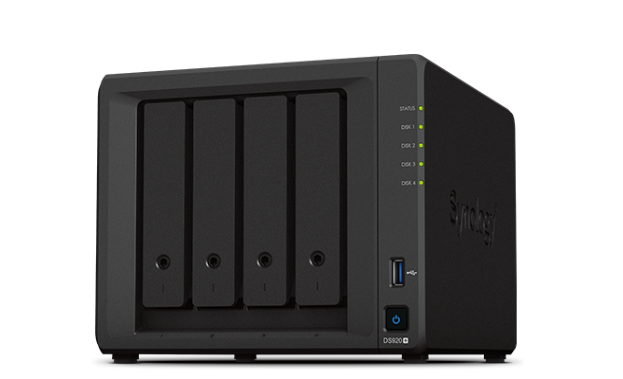 STATUS
DISK 1
DISK 2
DISK 3
DISK 4
Synology
DS920+